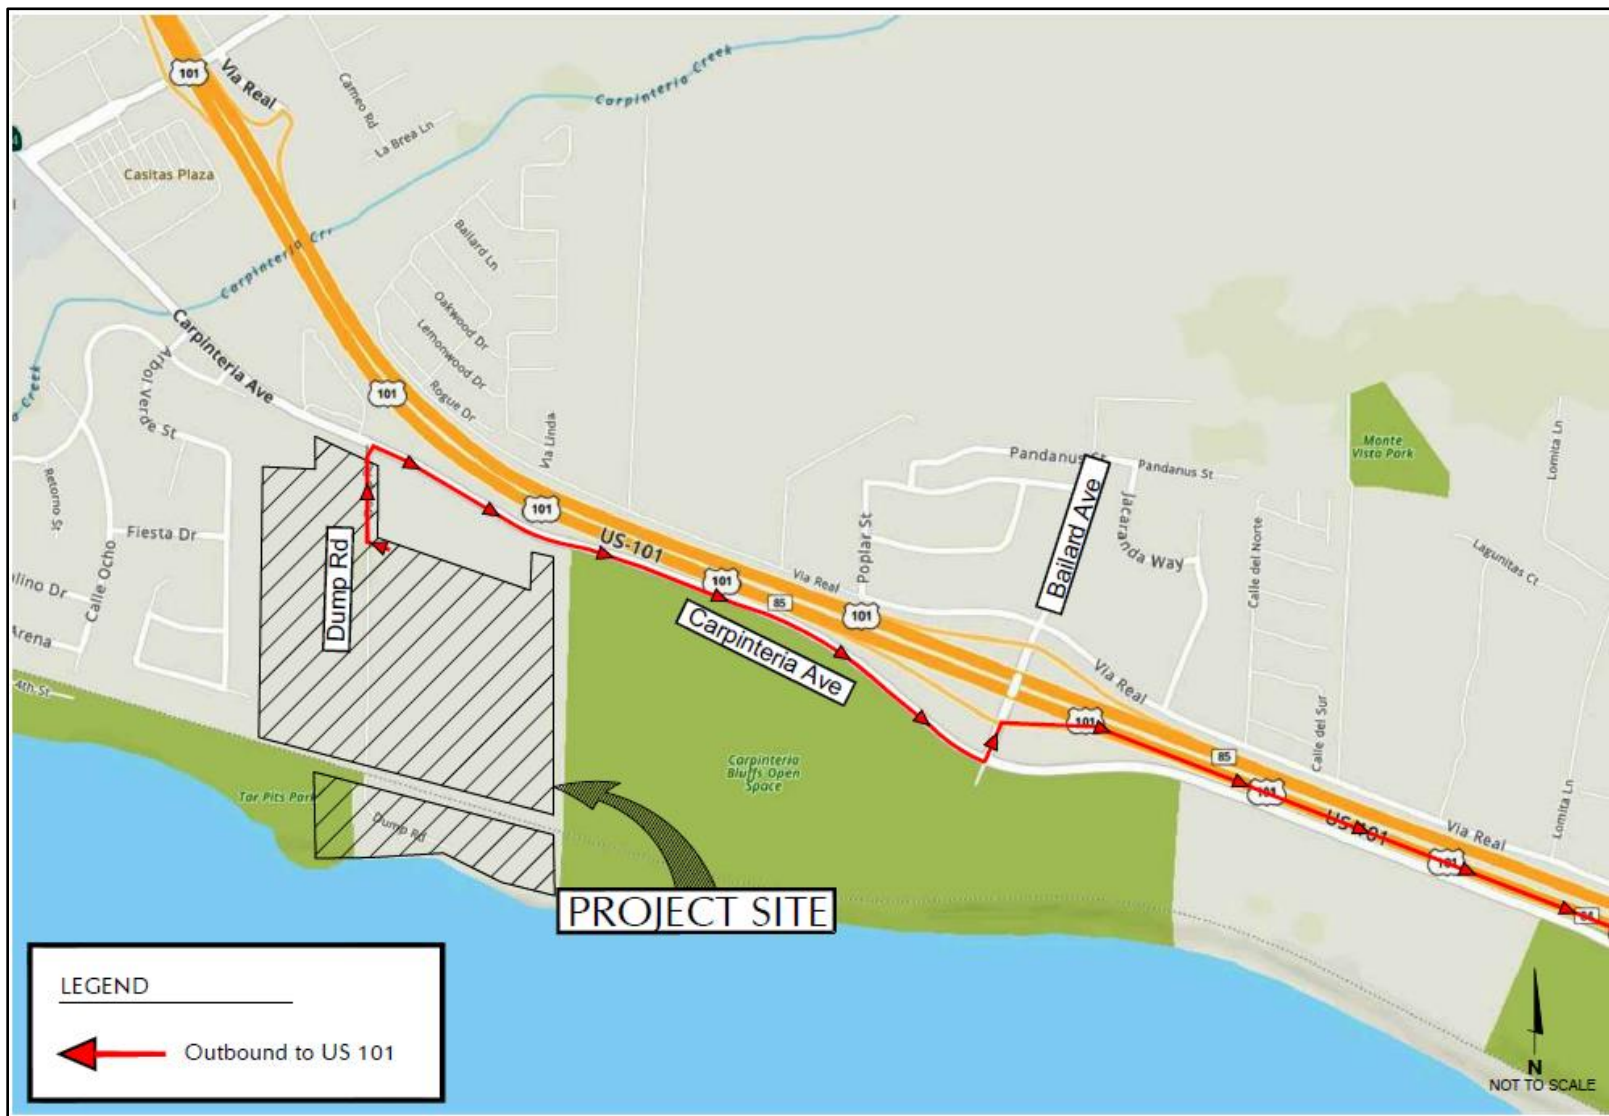 101
Via Real
Cameo Rd
La Brea Ln
Carpinteria Creek
Casitas Plaza
Carpinteria
Bailard Ln
Oakwood Dr
Lemonwood Dr
Rogue Dr
Via Linda
Carpinteria Ave
Arbol Verde St
Creek
101
Retorno St
Calle Ocho
Fiesta Dr
Arena
4th St
Dump Rd
101
US-101
101
85
Via Real
101
Poplar St
Pandanus St
Pandanus St
Jacaranda Way
Bailard Ave
Carpinteria Ave
Monte
Vista Park
Lomita Ln
Lagunitas Ct
Calle del Norte
Calle del Sur
Via Real
101
85
101
US-101
Via Real
101
Lomita Ln
Carpinteria
Bluffs Open
Space
Tar Pits Park
Dump Rd
PROJECT SITE
LEGEND
Outbound to US 101
N
NOT TO SCALE